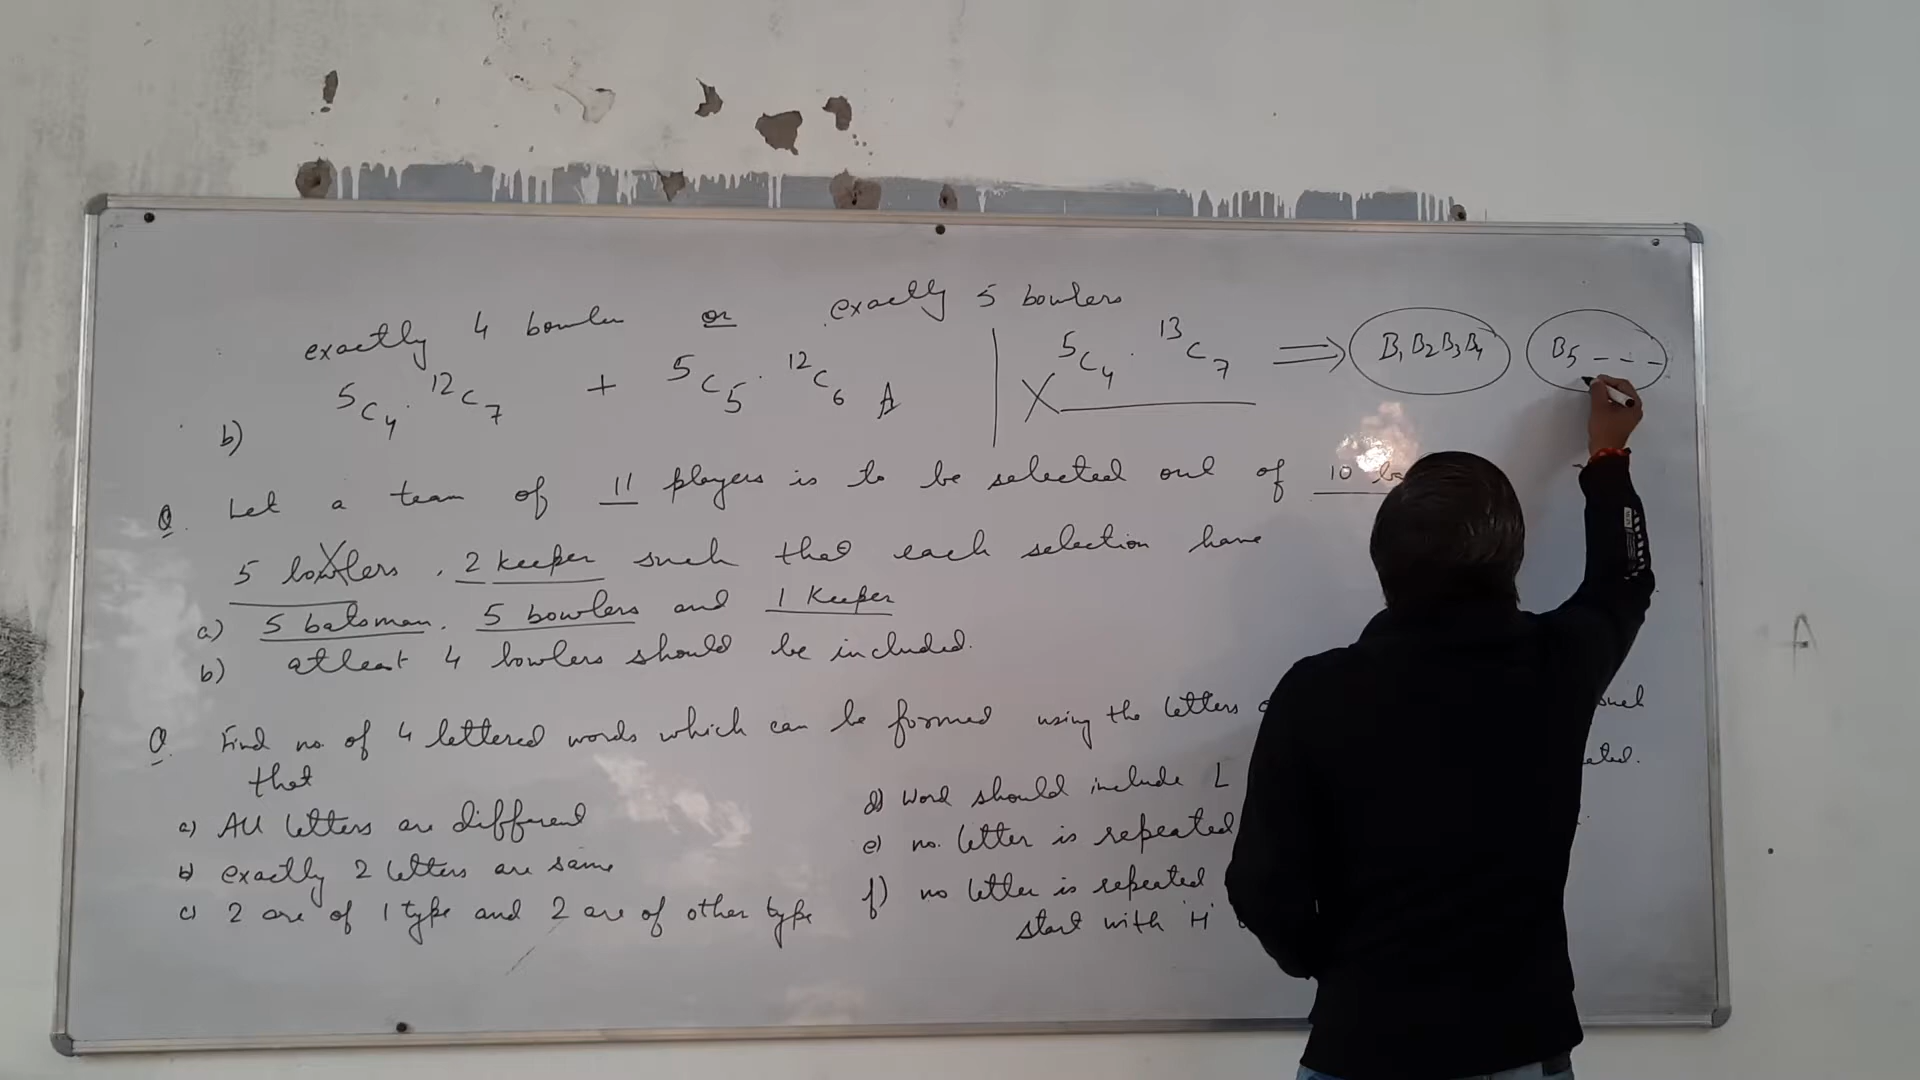 exactly 4 bowler or exactly 5 bowlers
⁵C₄ . ¹²C₇ + ⁵C₅ . ¹²C₆ A
X ⁵C₄ . ¹³C₇ ⟹ B₁ B₂ B₃ B₄ B₅ _ _ _
b)
Q. Let a team of 11 players is to be selected out of 10
5 bowlers , 2 keeper such that each selection have
a) 5 batsman, 5 bowlers and 1 Keeper
b) atleast 4 bowlers should be included.
Q. Find no. of 4 lettered words which can be formed using the letters
that
a) All letters are different
b) exactly 2 letters are same
c) 2 are of 1 type and 2 are of other type
d) Word should include L
e) no. letter is repeated
f) no letter is repeated
start with 'H'
A